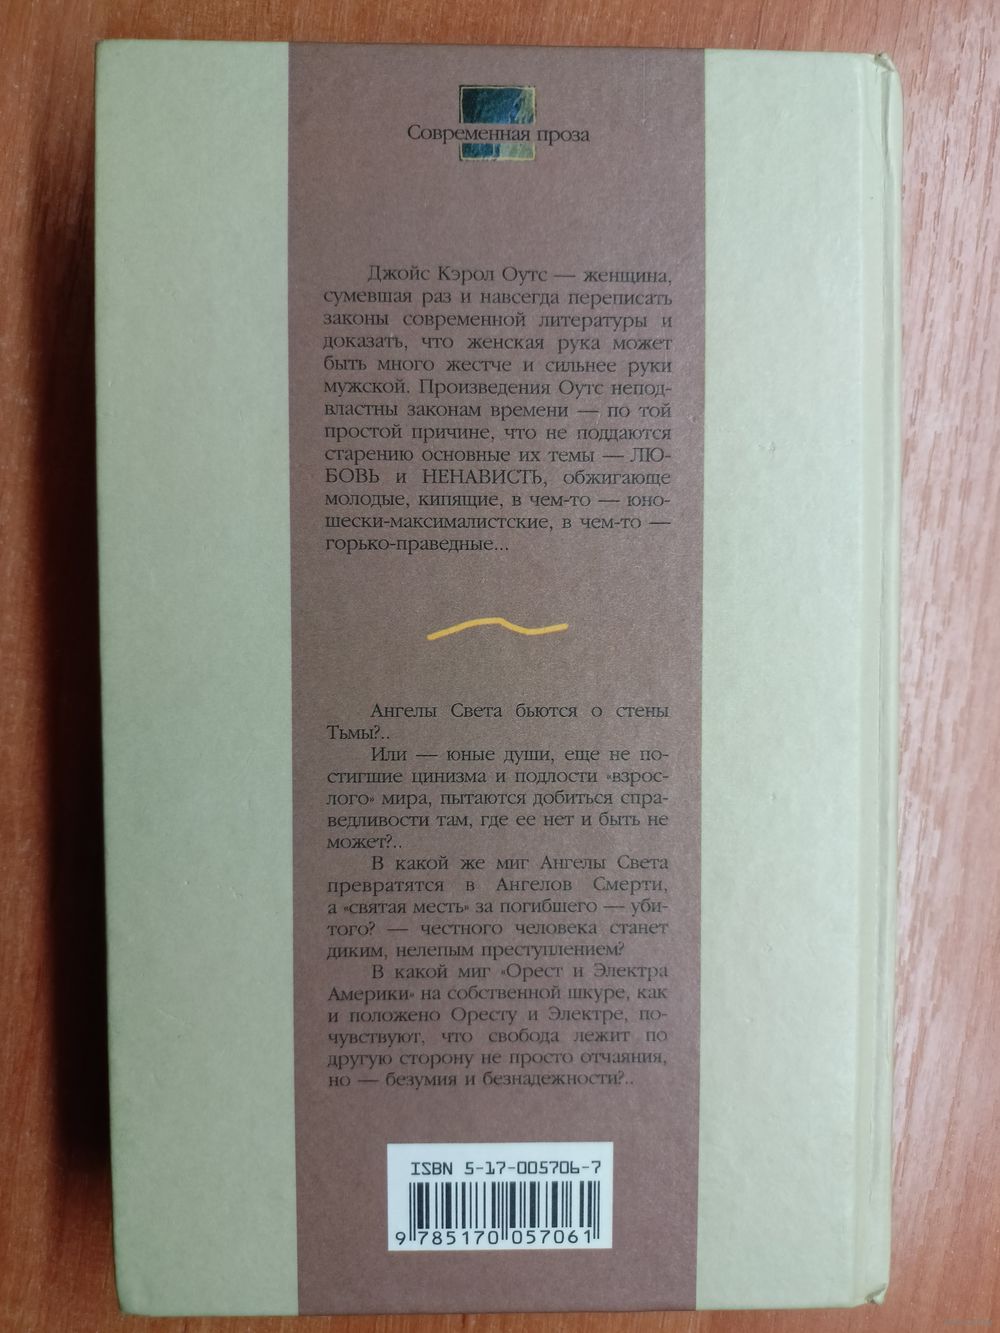 Современная проза
Джойс Кэрол Оутс — женщина,
сумевшая раз и навсегда переписать
законы современной литературы и
доказать, что женская рука может
быть много жестче и сильнее руки
мужской. Произведения Оутс непод-
властны законам времени — по той
простой причине, что не поддаются
старению основные их темы — ЛЮ-
БОВЬ и НЕНАВИСТЬ, обжигающе
молодые, кипящие, в чем-то — юно-
шески-максималистские, в чем-то —
горько-праведные...
Ангелы Света бьются о стены
Тьмы?..
Или — юные души, еще не по-
стигшие цинизма и подлости «взрос-
лого» мира, пытаются добиться спра-
ведливости там, где ее нет и быть не
может?..
В какой же миг Ангелы Света
превратятся в Ангелов Смерти,
а «святая месть» за погибшего — уби-
того? — честного человека станет
диким, нелепым преступлением?
В какой миг «Орест и Электра
Америки» на собственной шкуре, как
и положено Оресту и Электре, по-
чувствуют, что свобода лежит по
другую сторону не просто отчаяния,
но — безумия и безнадежности?..
ISBN 5-17-005706-7
9 785170 057061